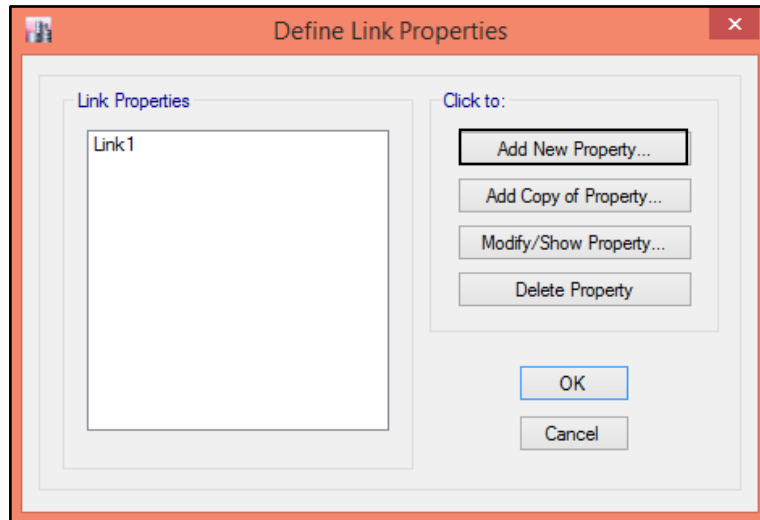 Define Link Properties
Link Properties
Link1
Click to:
Add New Property...
Add Copy of Property...
Modify/Show Property...
Delete Property
OK
Cancel